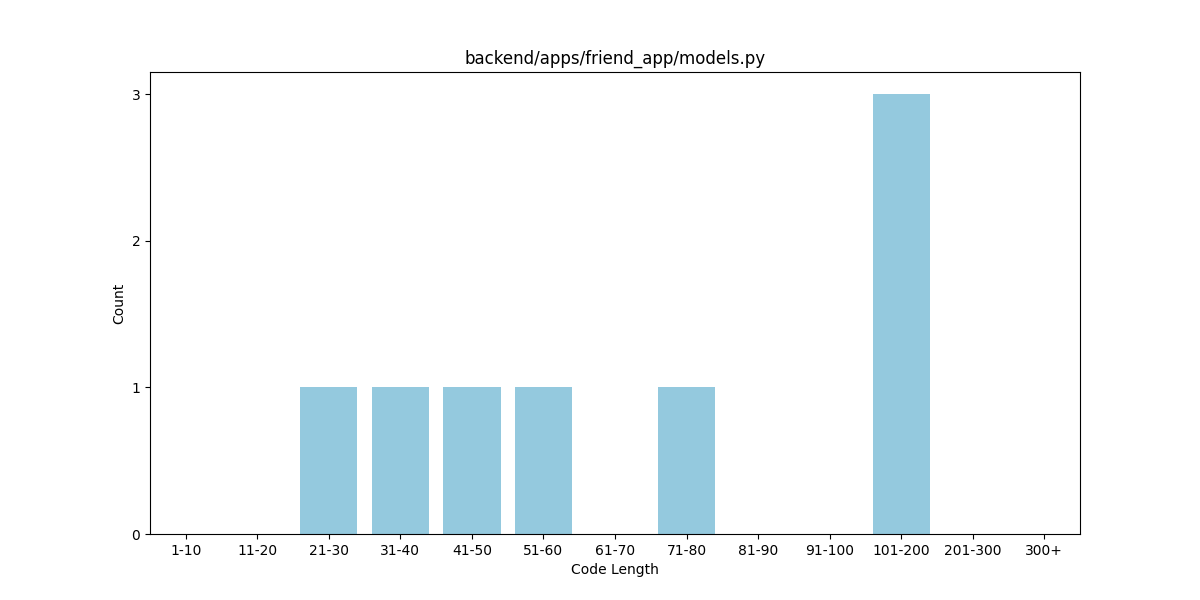 backend/apps/friend_app/models.py
Count
3
2
1
0
1-10 11-20 21-30 31-40 41-50 51-60 61-70 71-80 81-90 91-100 101-200 201-300 300+
Code Length